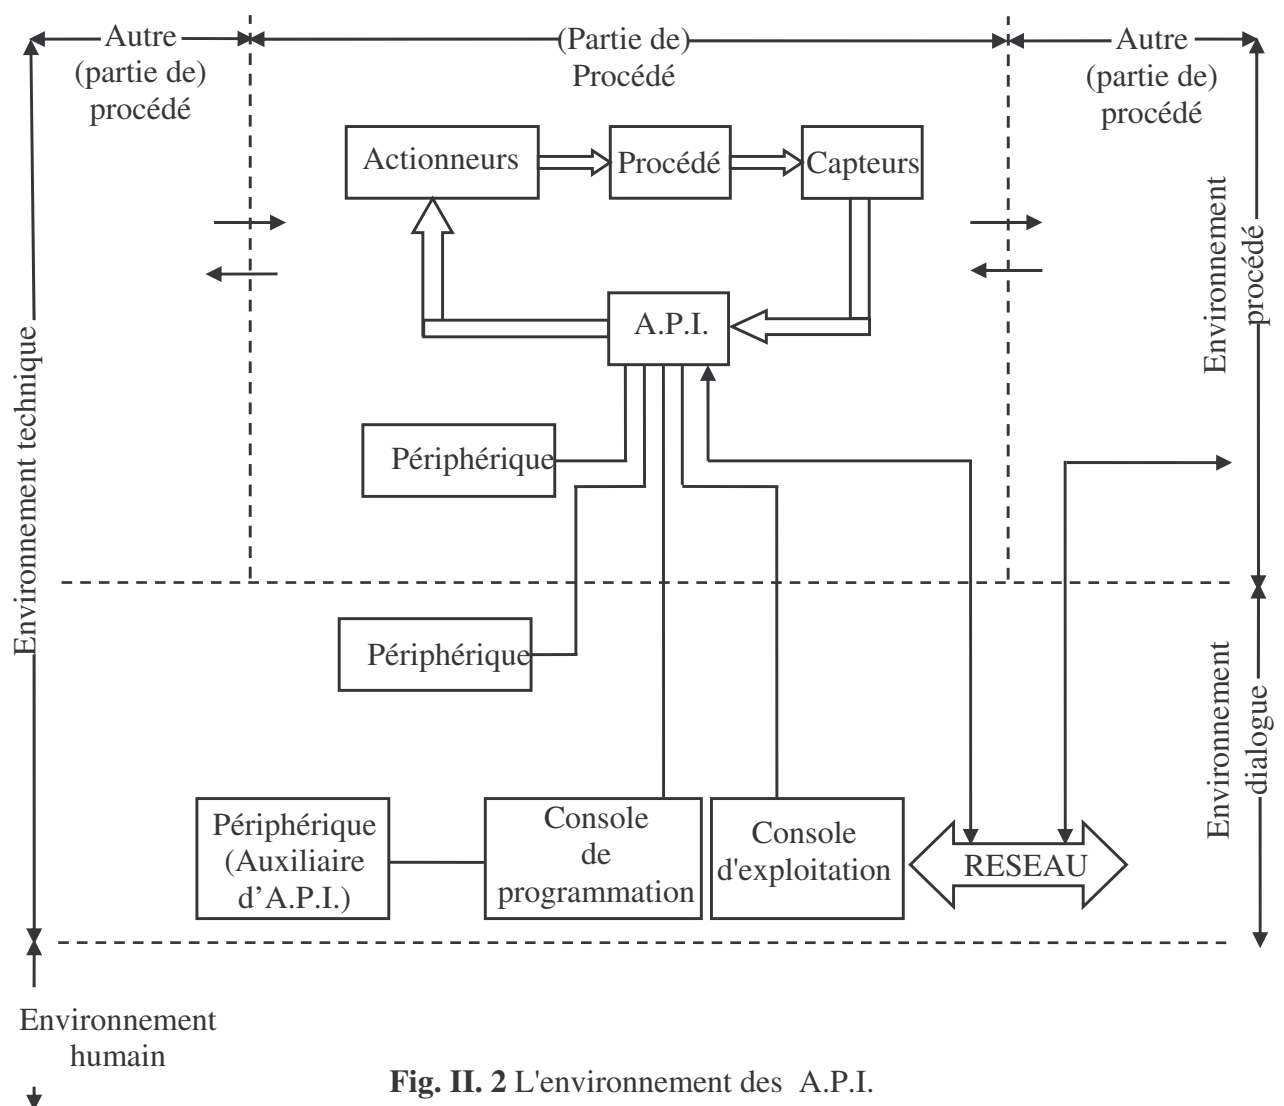 Autre
(partie de)
procédé
(Partie de)
Procédé
Autre
(partie de)
procédé
Actionneurs
Procédé
Capteurs
Environnement
procédé
A.P.I.
Environnement technique
Périphérique
Périphérique
Environnement
dialogue
Périphérique
(Auxiliaire
d'A.P.I.)
Console
de
programmation
Console
d'exploitation
RESEAU
Environnement
humain
Fig. II. 2 L'environnement des A.P.I.